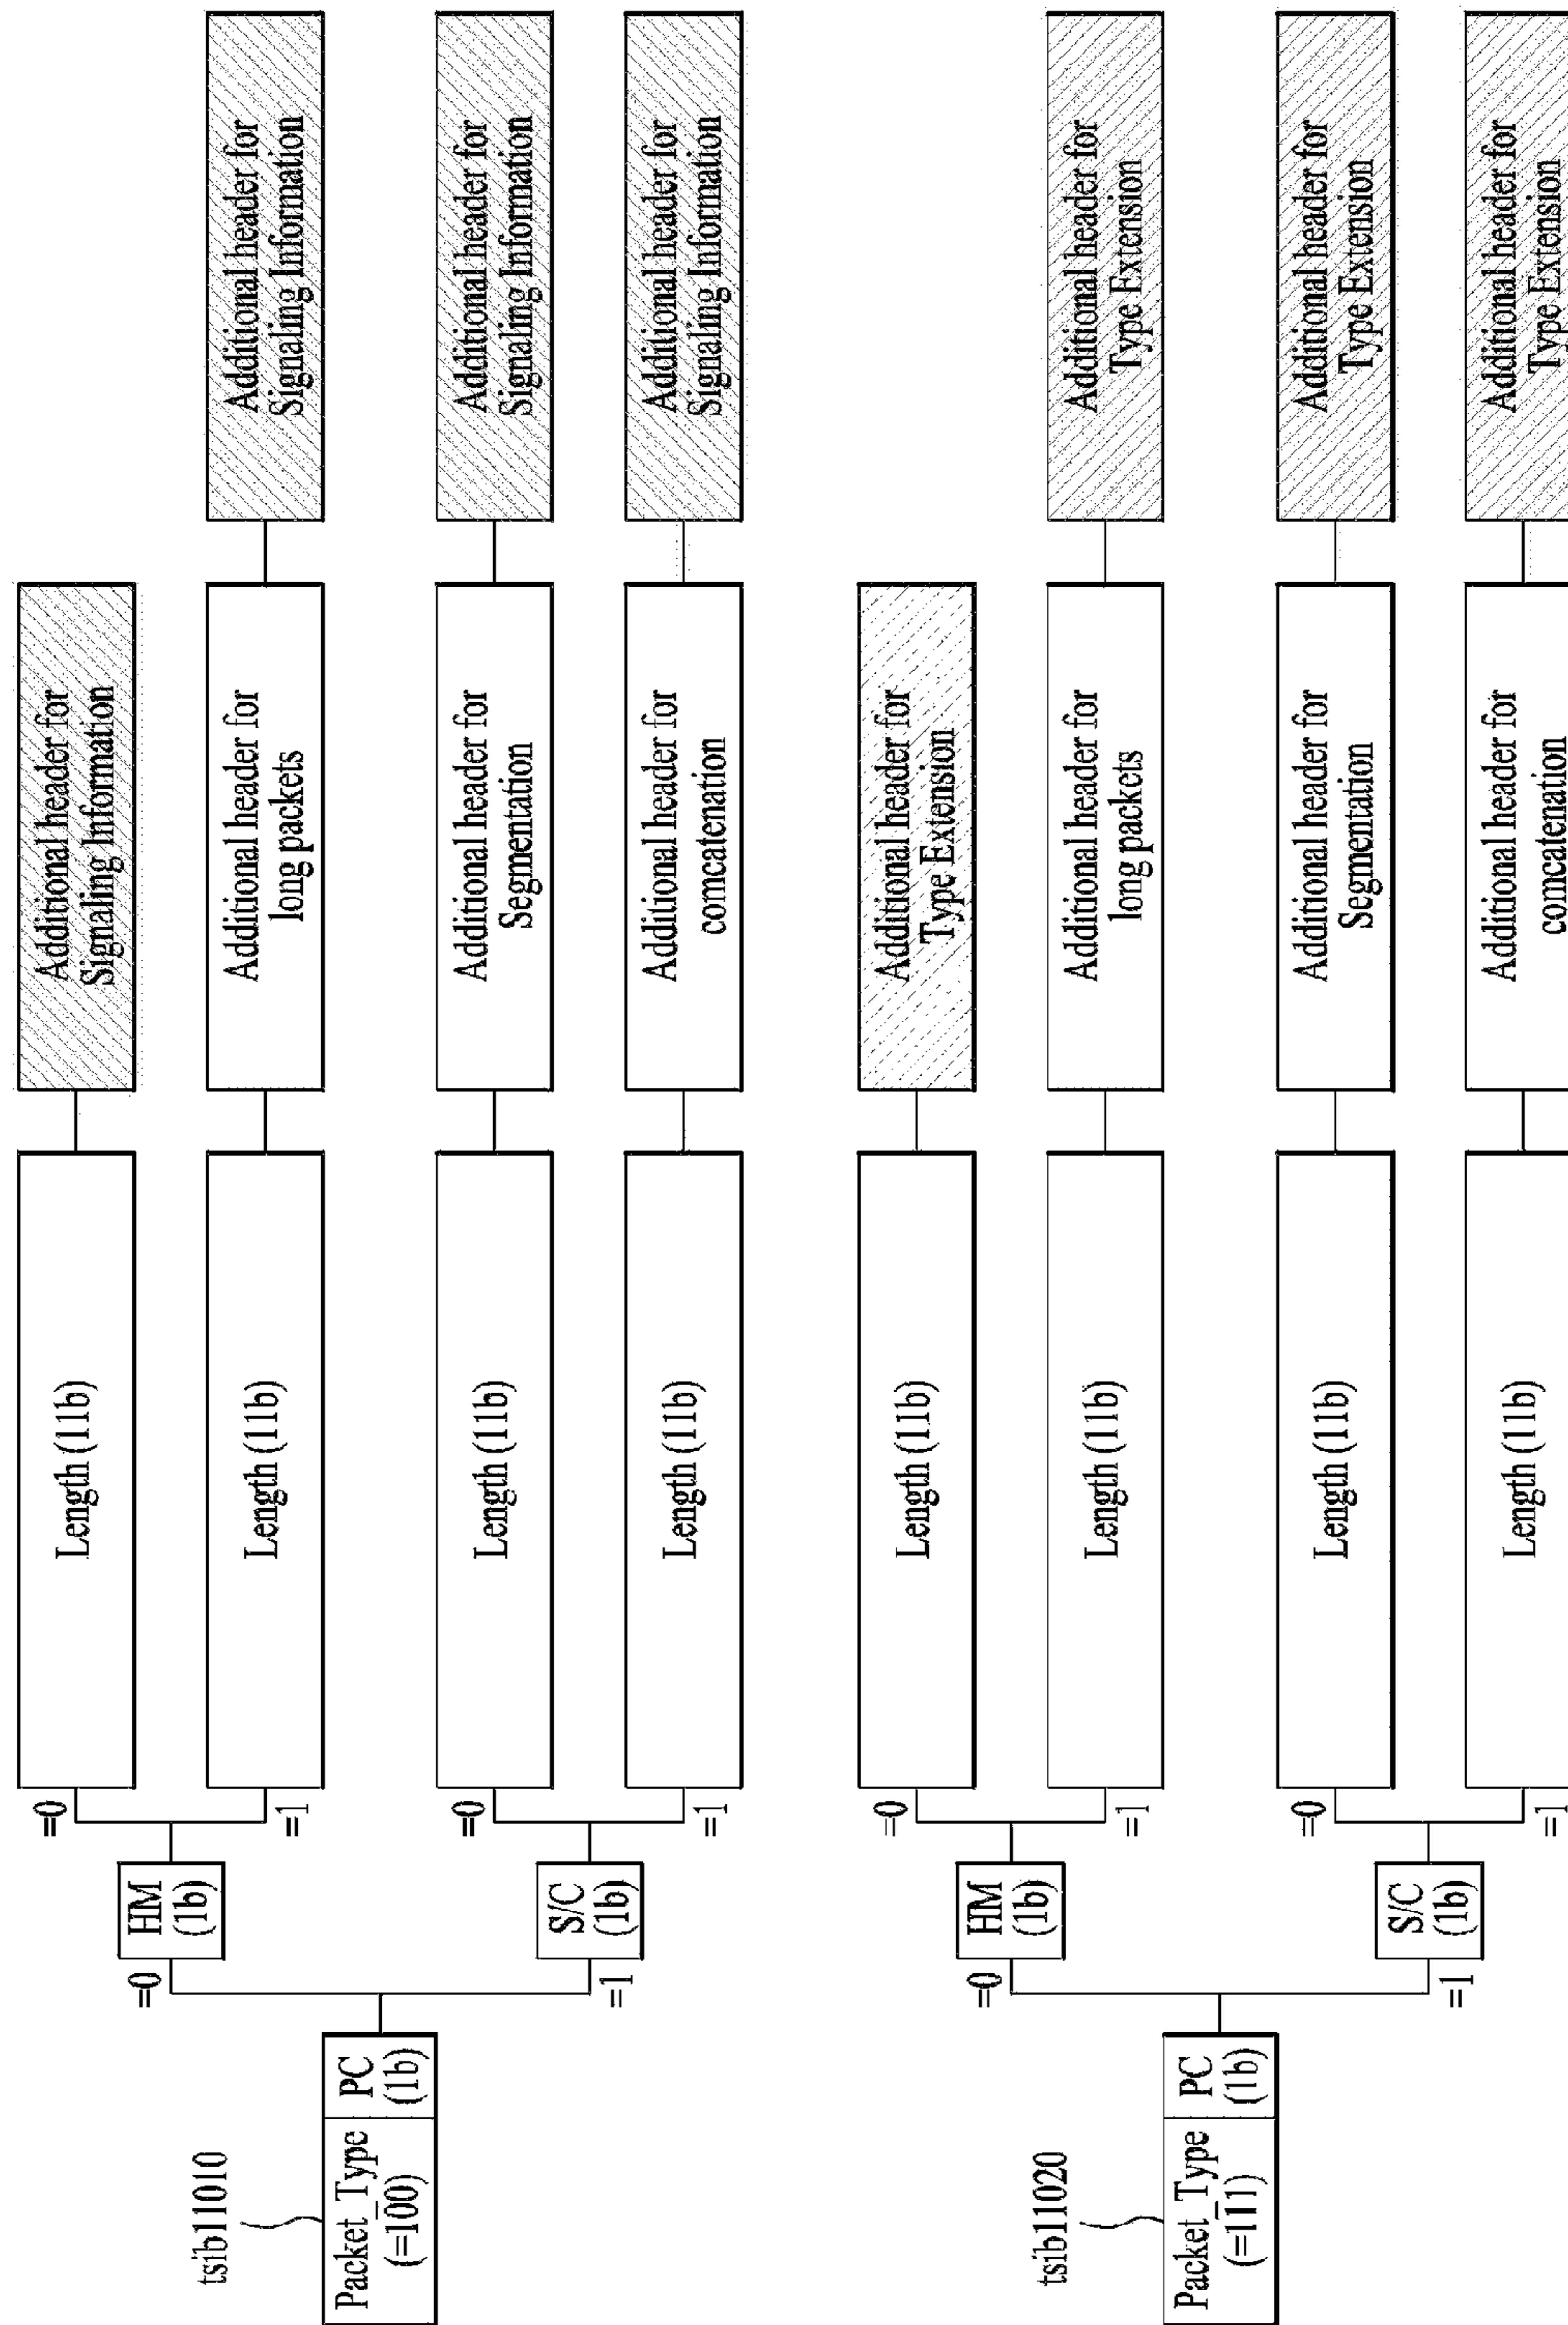 tsib11010
Packet_Type
(=100)
PC
(1b)
=0
HM
(1b)
=0
Length (11b)
Additional header for
Signaling Information
=1
Length (11b)
Additional header for
long packets
Additional header for
Signaling Information
=1
S/C
(1b)
=0
Length (11b)
Additional header for
Segmentation
Additional header for
Signaling Information
=1
Length (11b)
Additional header for
comcatenation
Additional header for
Signaling Information
tsib11020
Packet_Type
(=111)
PC
(1b)
=0
HM
(1b)
=0
Length (11b)
Additional header for
Type Extension
=1
Length (11b)
Additional header for
long packets
Additional header for
Type Extension
=1
S/C
(1b)
=0
Length (11b)
Additional header for
Segmentation
Additional header for
Type Extension
=1
Length (11b)
Additional header for
comcatenation
Additional header for
Type Extension